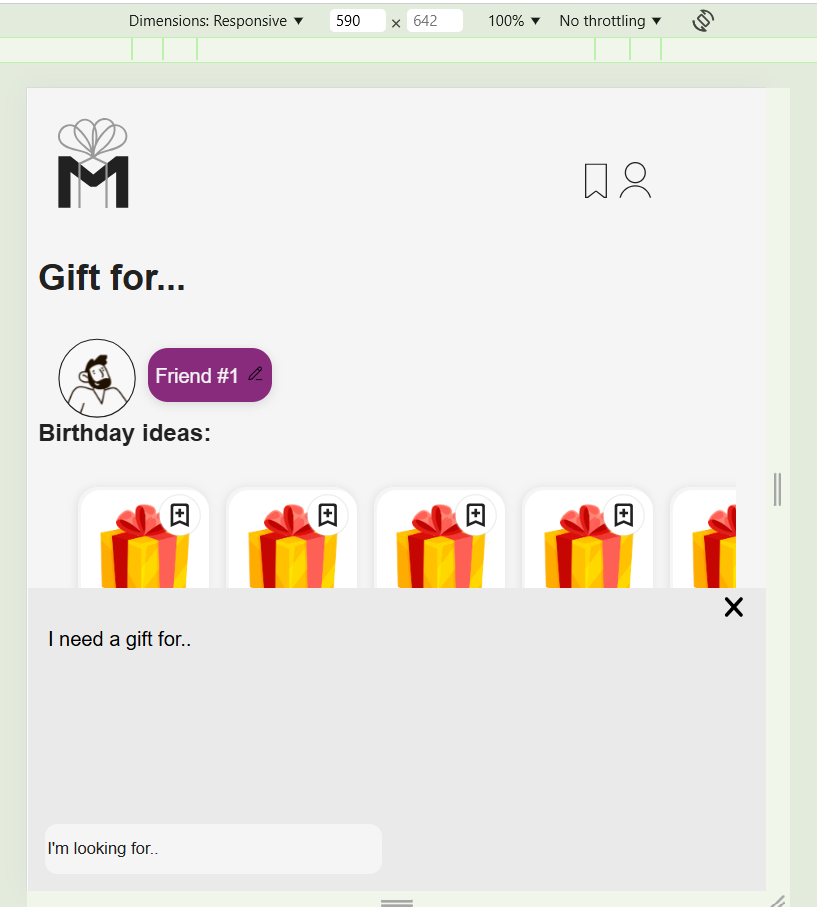 Dimensions: Responsive ▼ 590 × 642 100% ▼ No throttling ▼
M
Gift for...
Friend #1
Birthday ideas:
I need a gift for..
I'm looking for..